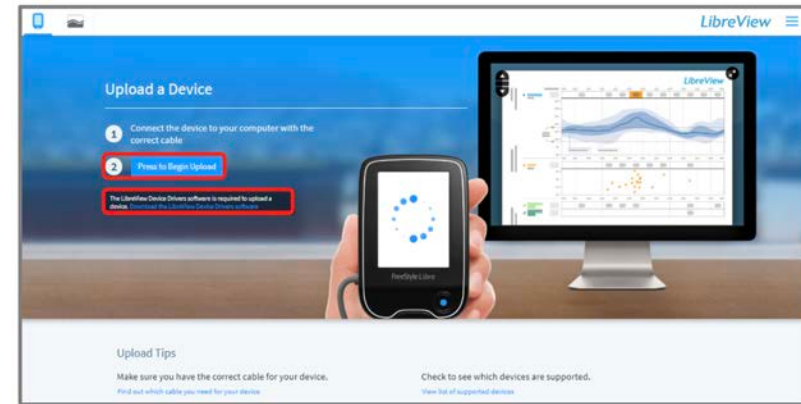 LibreView
Upload a Device
1 Connect the device to your computer with the
correct cable
2 Press to Begin Upload
The LibreView Device Drivers software is required to upload a
device. Download the LibreView Device Drivers software
LibreView
FreeStyle Libre
Upload Tips
Make sure you have the correct cable for your device.
Find out which cable you need for your device
Check to see which devices are supported.
View list of supported devices